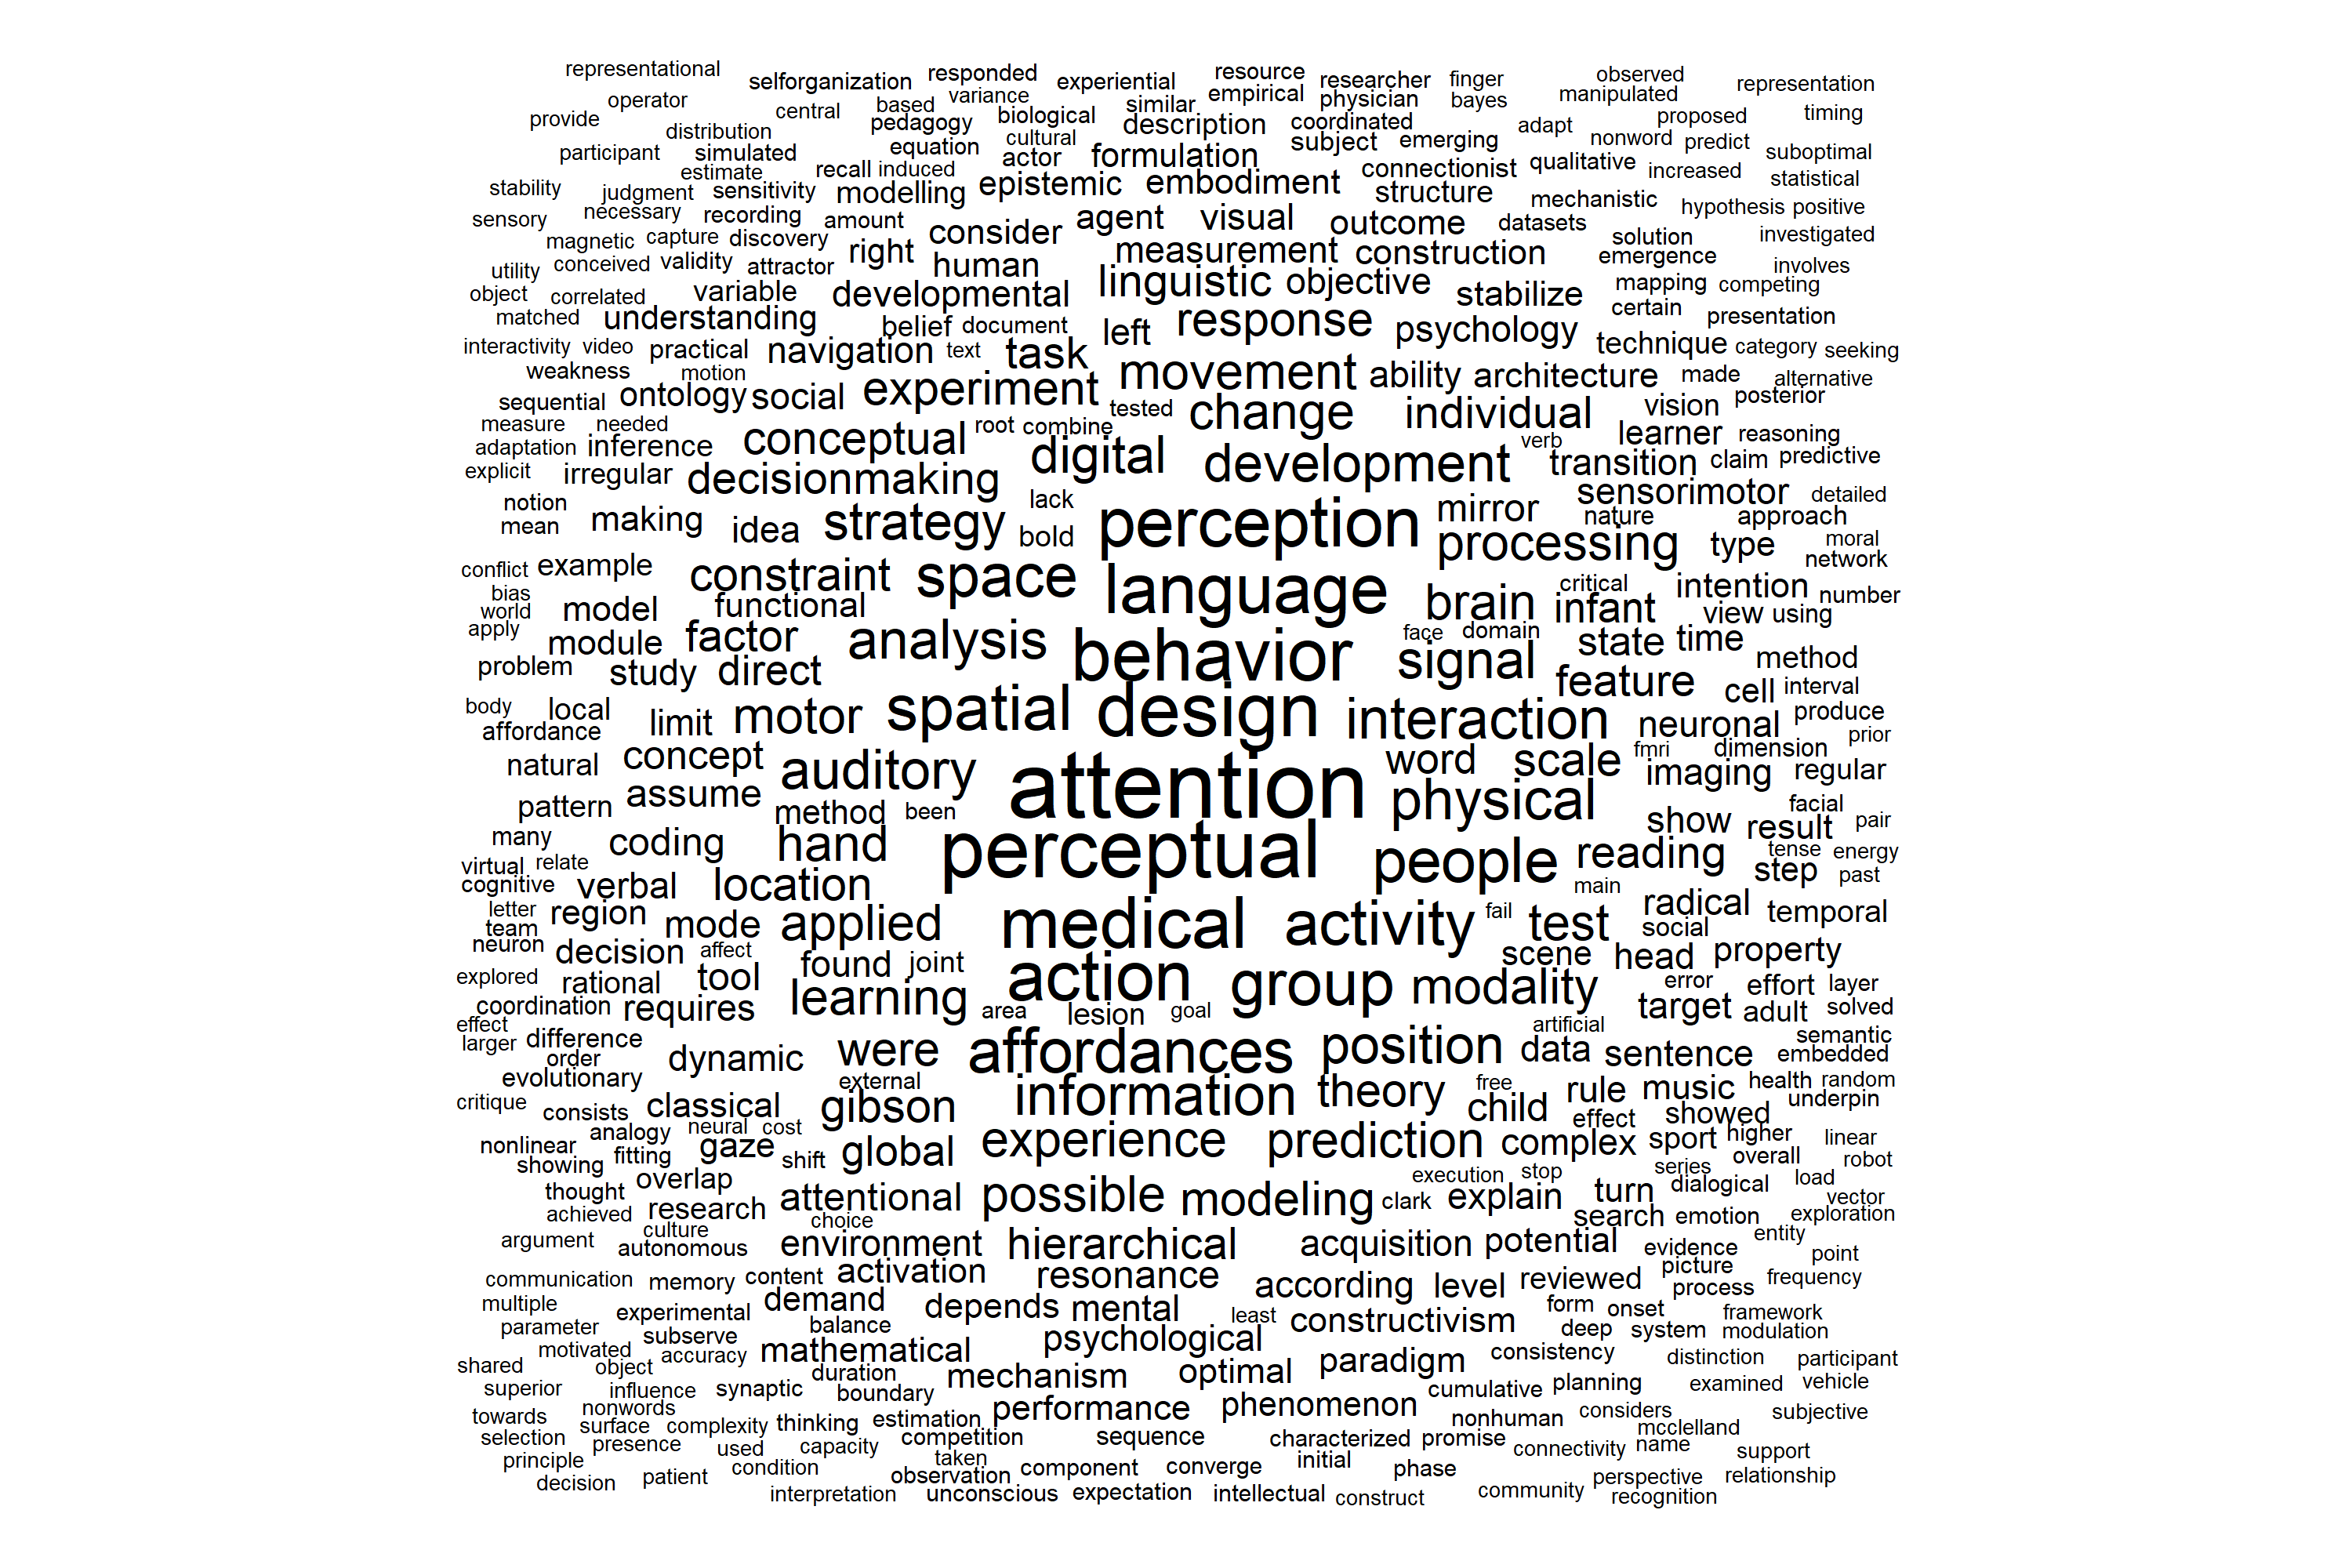 representational selforganization responded experiential resource researcher finger observed representation
operator central based variance similar empirical physician bayes manipulated
provide distribution pedagogy biological description coordinated adapt proposed timing
participant simulated equation cultural subject emerging nonword predict suboptimal
estimate recall induced actor formulation connectionist qualitative increased statistical
stability judgment sensitivity modelling epistemic embodiment structure mechanistic hypothesis positive
sensory necessary recording amount consider agent visual outcome datasets solution investigated
magnetic capture discovery right measurement construction emergence
utility conceived validity attractor human linguistic objective stabilize mapping competing involves
object correlated variable developmental certain presentation
matched understanding belief document left response psychology technique category seeking
interactivity video practical navigation text task
weakness motion experiment movement ability architecture made alternative
sequential ontology social tested change individual vision posterior
measure needed conceptual root combine learner reasoning
adaptation inference digital development verb transition claim predictive
explicit irregular decisionmaking lack sensorimotor detailed
notion making idea strategy bold perception mirror nature approach
mean processing type moral network
conflict example constraint space language brain critical intention number
bias world model functional infant view using
apply module factor analysis behavior face domain state time
problem study direct signal feature method
body local limit motor spatial design interaction cell interval
affordance neuronal produce prior
natural concept auditory attention word scale fmri dimension imaging regular
pattern assume method been physical facial
many coding hand perceptual people reading show result pair
virtual relate tense energy
cognitive verbal location main step past
letter region mode applied medical activity fail test radical temporal
team neuron decision affect social
explored rational tool found joint action group modality scene head property
coordination requires learning area lesion goal error effort layer
effect larger difference artificial target adult solved
order dynamic were affordances position data sentence semantic embedded
evolutionary external information theory free rule music health random
critique consists classical gibson child effect showed underpin
nonlinear analogy neural cost experience prediction complex sport higher linear
showing fitting gaze shift global overall robot
thought overlap attentional possible modeling execution stop series dialogical load
achieved research choice clark explain turn search emotion vector exploration
argument culture autonomous environment hierarchical acquisition potential evidence entity point
communication memory content activation resonance according level reviewed picture process frequency
multiple experimental demand depends mental least constructivism form onset framework
parameter subserve balance psychological deep system modulation
motivated accuracy mathematical paradigm consistency distinction participant
shared object duration mechanism optimal
superior influence synaptic boundary cumulative planning examined vehicle
towards nonwords surface complexity thinking estimation performance phenomenon nonhuman considers mcclelland subjective
selection presence used capacity competition sequence characterized promise connectivity name support
principle condition taken
decision patient observation component converge initial phase perspective relationship
interpretation unconscious expectation intellectual construct community recognition